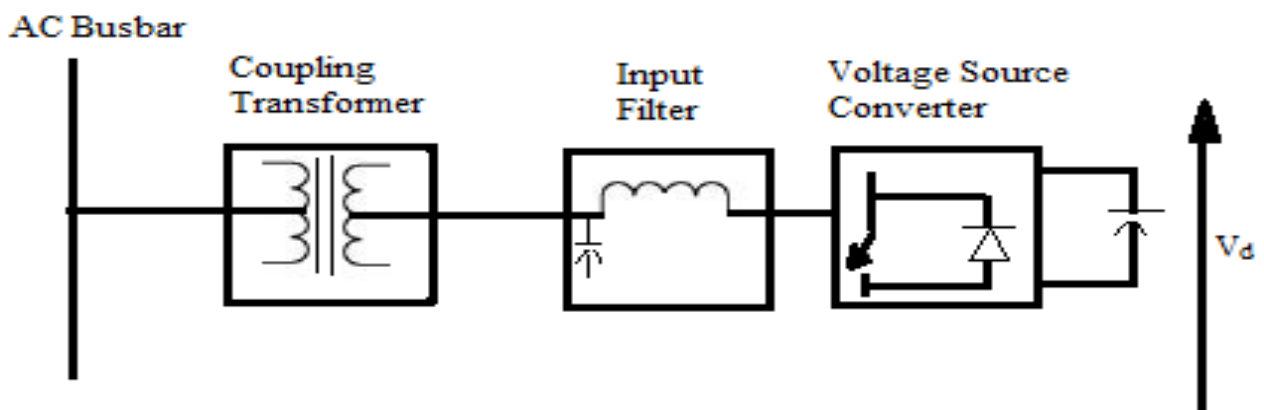 AC Busbar
Coupling
Transformer
Input
Filter
Voltage Source
Converter
Vd